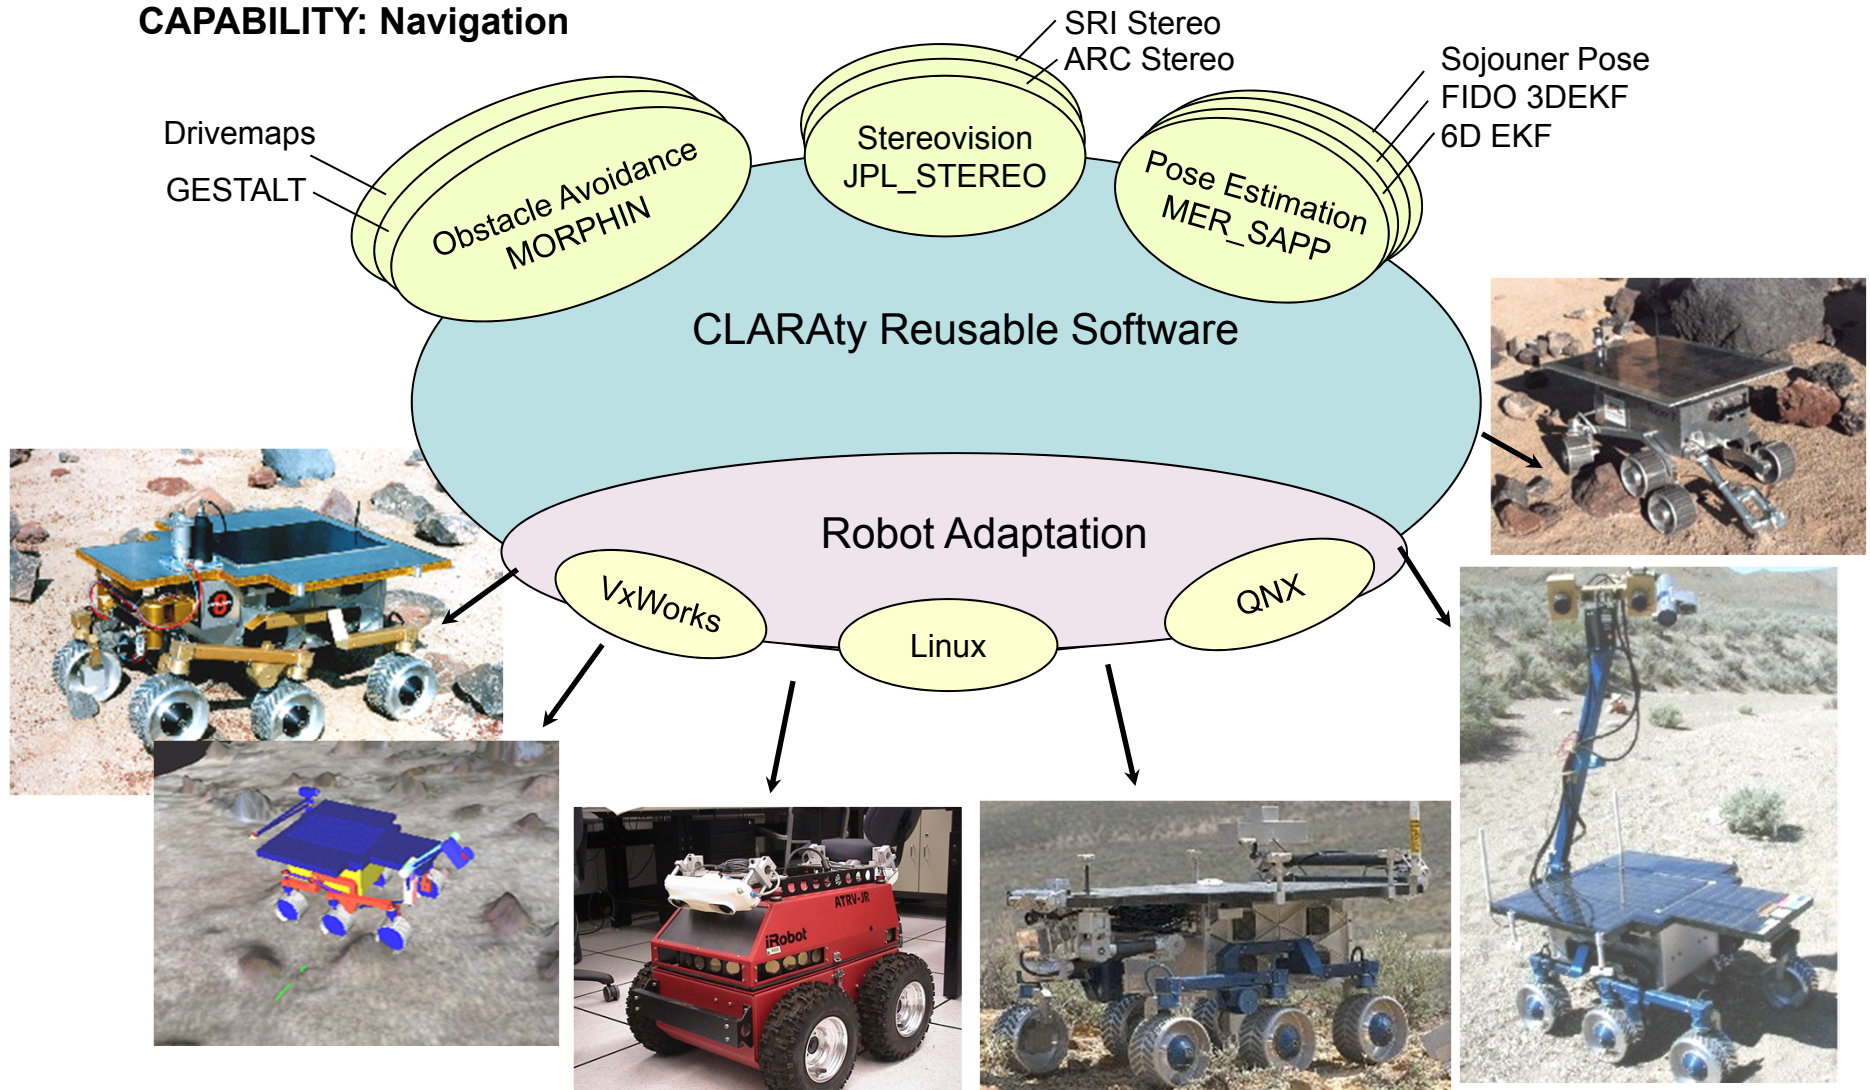 CAPABILITY: Navigation
SRI Stereo
ARC Stereo
Sojouner Pose
FIDO 3DEKF
6D EKF
Drivemaps
GESTALT
Obstacle Avoidance
MORPHIN
Stereovision
JPL_STEREO
Pose Estimation
MER_SAPP
CLARAty Reusable Software
Robot Adaptation
VxWorks
Linux
QNX
ATRV-JR
iRobot